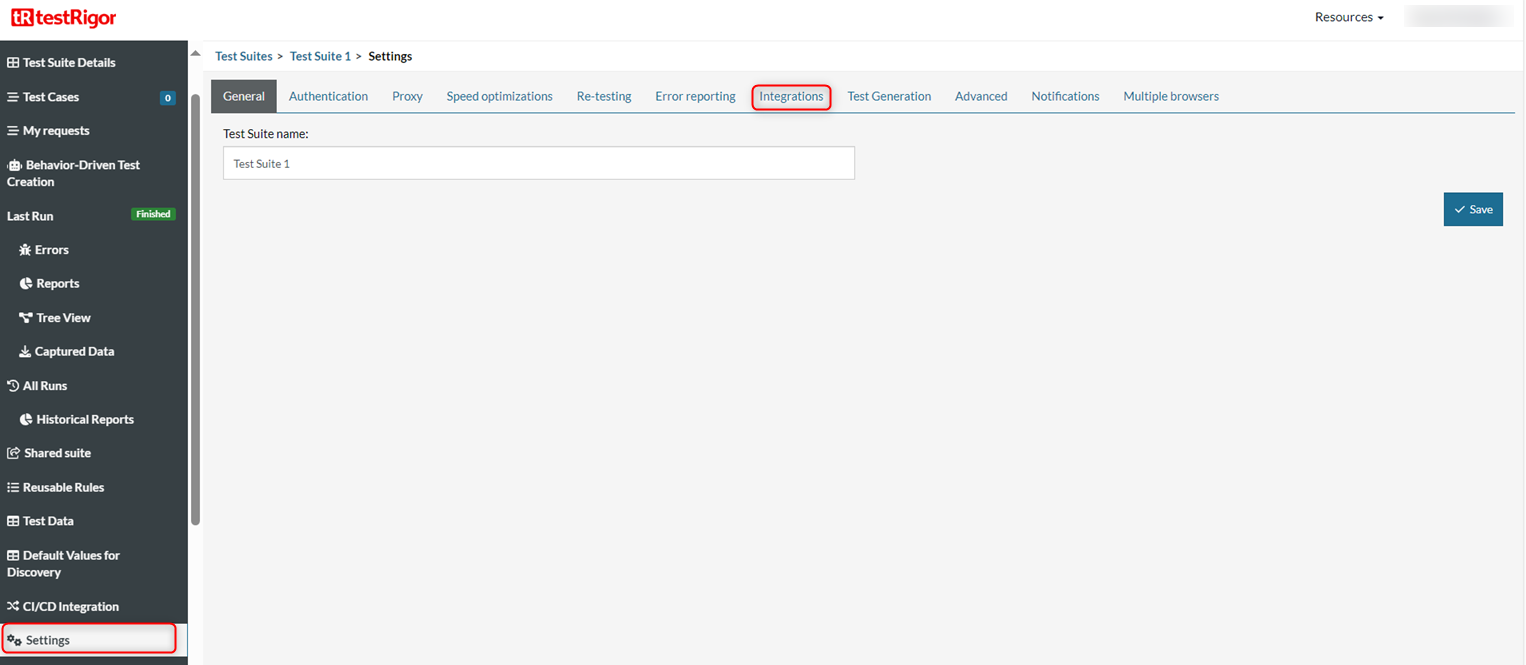 tR testRigor
Resources
Test Suite Details
Test Cases 0
My requests
Behavior-Driven Test
Creation
Last Run Finished
Errors
Reports
Tree View
Captured Data
All Runs
Historical Reports
Shared suite
Reusable Rules
Test Data
Default Values for
Discovery
CI/CD Integration
Settings
Test Suites > Test Suite 1 > Settings
General Authentication Proxy Speed optimizations Re-testing Error reporting Integrations Test Generation Advanced Notifications Multiple browsers
Test Suite name:
Test Suite 1
Save